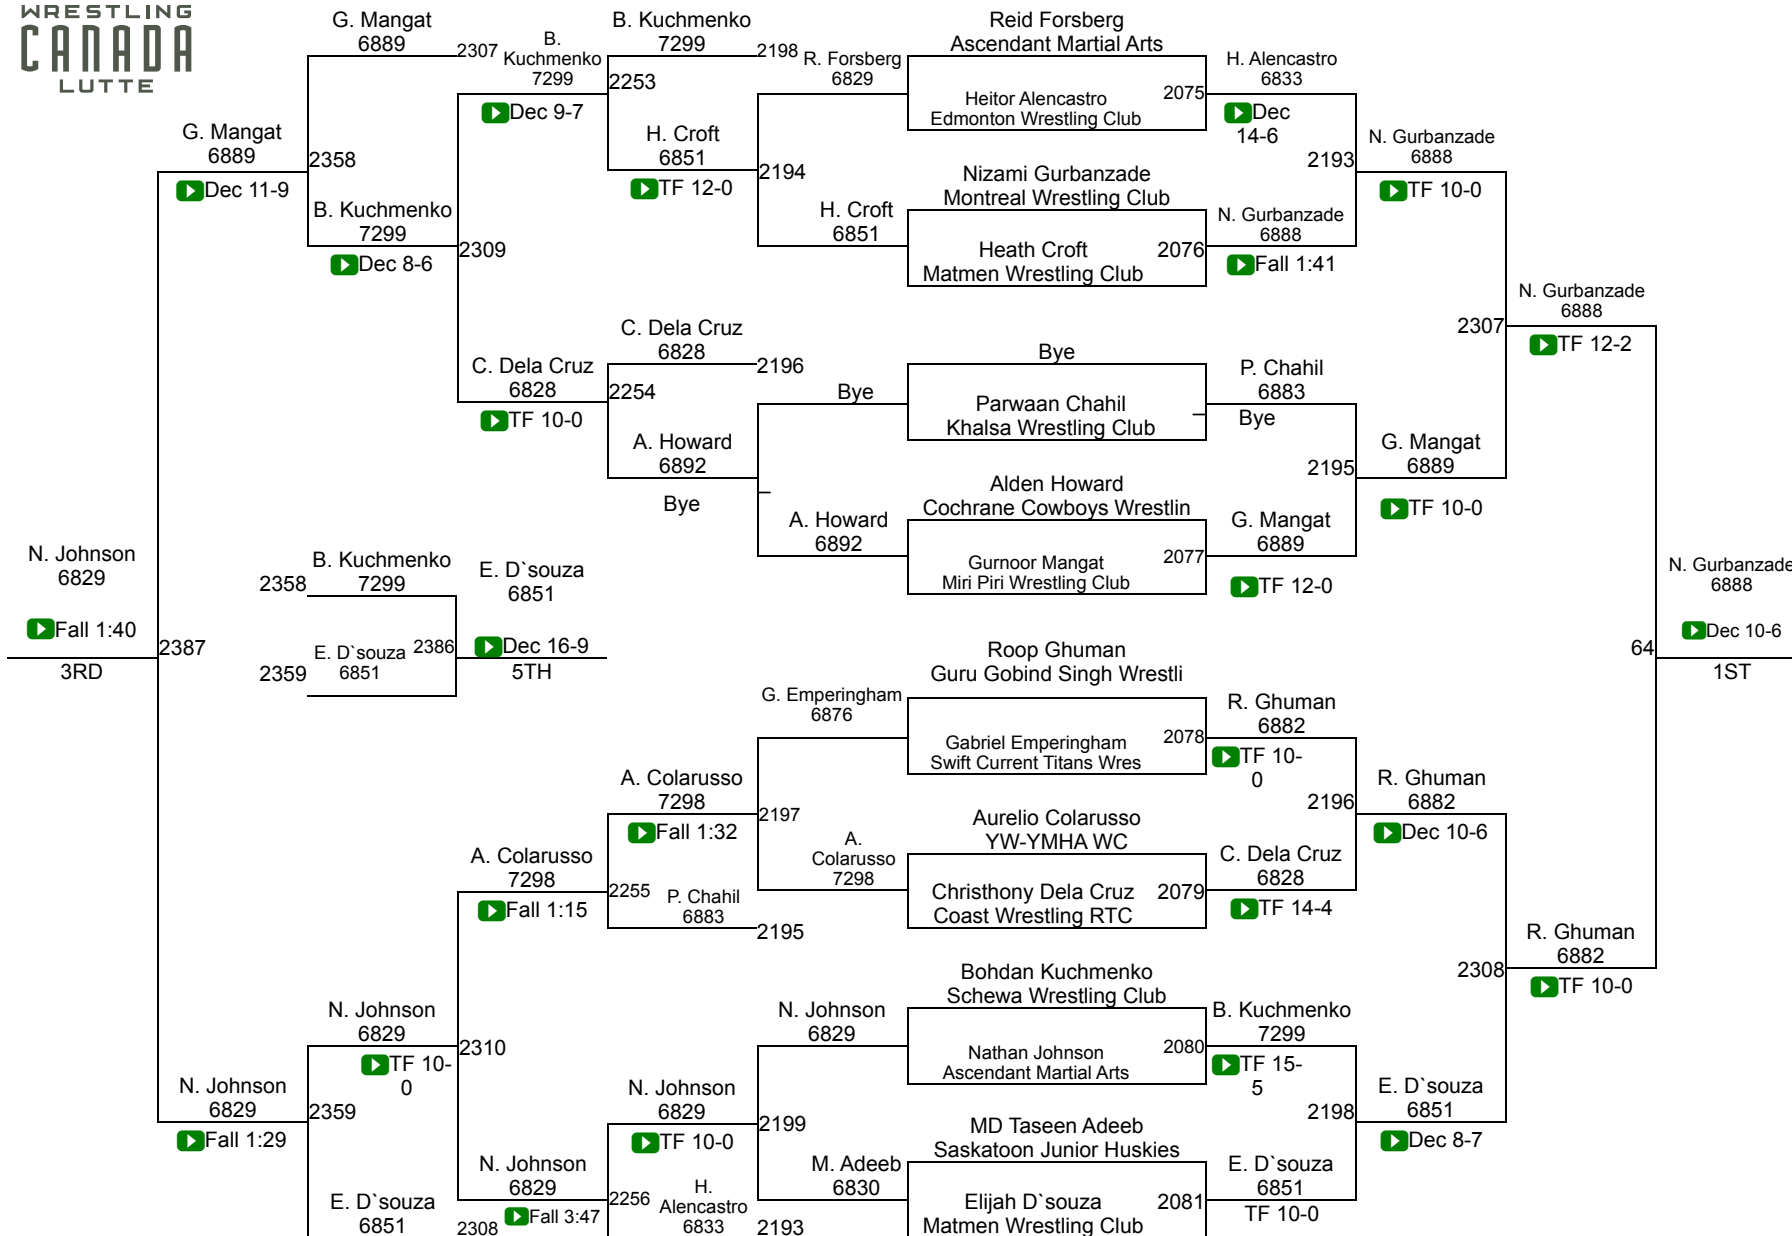 WRESTLING
CANADA
LUTTE
G. Mangat
6889
2307
B.
Kuchmenko
7299
Dec 9-7
B. Kuchmenko
7299
2253
2198
R. Forsberg
6829
Reid Forsberg
Ascendant Martial Arts
Heitor Alencastro
Edmonton Wrestling Club
2075
H. Alencastro
6833
Dec
14-6
G. Mangat
6889
Dec 11-9
2358
B. Kuchmenko
7299
Dec 8-6
2309
H. Croft
6851
TF 12-0
2194
H. Croft
6851
Nizami Gurbanzade
Montreal Wrestling Club
Heath Croft
Matmen Wrestling Club
2076
N. Gurbanzade
6888
Fall 1:41
2193
N. Gurbanzade
6888
TF 10-0
C. Dela Cruz
6828
TF 10-0
C. Dela Cruz
6828
2254
2196
Bye
Bye
Parwaan Chahil
Khalsa Wrestling Club
P. Chahil
6883
Bye
2307
N. Gurbanzade
6888
TF 12-2
A. Howard
6892
Bye
A. Howard
6892
Alden Howard
Cochrane Cowboys Wrestlin
Gurnoor Mangat
Miri Piri Wrestling Club
2077
G. Mangat
6889
TF 12-0
2195
G. Mangat
6889
TF 10-0
N. Johnson
6829
Fall 1:40
3RD
2387
2358
B. Kuchmenko
7299
2359
E. D`souza
6851
2386
E. D`souza
6851
Dec 16-9
5TH
64
N. Gurbanzade
6888
Dec 10-6
1ST
G. Emperingham
6876
Roop Ghuman
Guru Gobind Singh Wrestli
Gabriel Emperingham
Swift Current Titans Wres
2078
R. Ghuman
6882
TF 10-
0
A. Colarusso
7298
Fall 1:15
A. Colarusso
7298
Fall 1:32
2255
P. Chahil
6883
2195
2197
A.
Colarusso
7298
Aurelio Colarusso
YW-YMHA WC
Christhony Dela Cruz
Coast Wrestling RTC
2079
C. Dela Cruz
6828
TF 14-4
2196
R. Ghuman
6882
Dec 10-6
2308
R. Ghuman
6882
TF 10-0
N. Johnson
6829
TF 10-
0
2310
N. Johnson
6829
Bohdan Kuchmenko
Schewa Wrestling Club
Nathan Johnson
Ascendant Martial Arts
2080
B. Kuchmenko
7299
TF 15-
5
N. Johnson
6829
Fall 1:29
2359
E. D`souza
6851
2308
N. Johnson
6829
Fall 3:47
N. Johnson
6829
TF 10-0
2256
H.
Alencastro
6833
2193
2199
M. Adeeb
6830
MD Taseen Adeeb
Saskatoon Junior Huskies
Elijah D`souza
Matmen Wrestling Club
2081
E. D`souza
6851
TF 10-0
2198
E. D`souza
6851
Dec 8-7